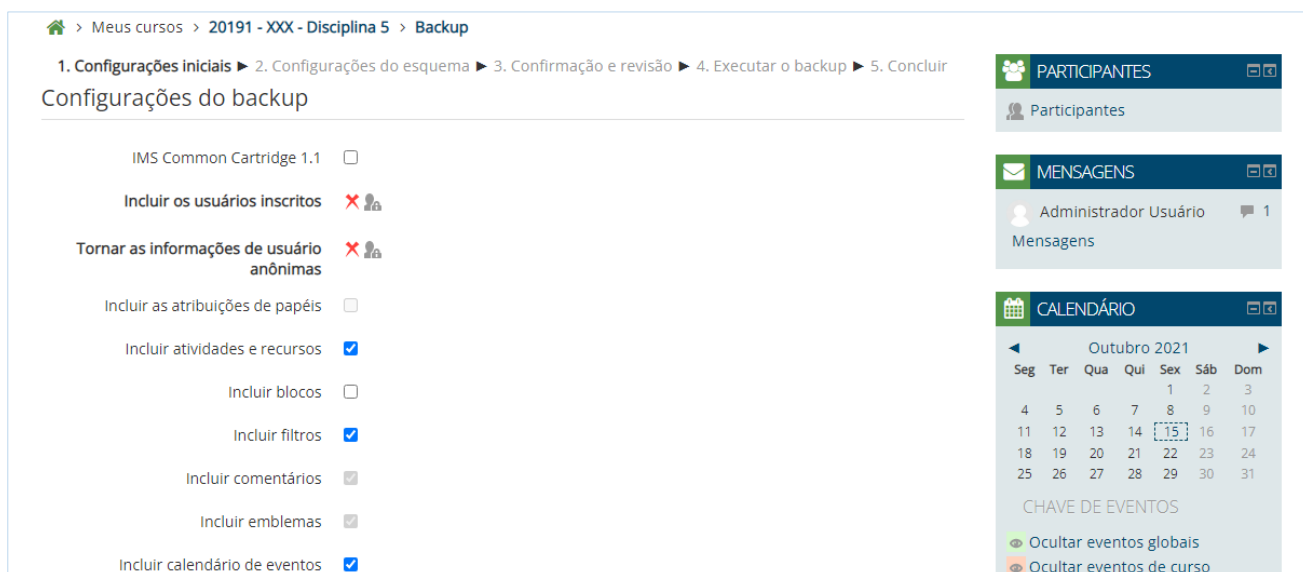 > Meus cursos > 20191 - XXX - Disciplina 5 > Backup
1. Configurações iniciais ► 2. Configurações do esquema ► 3. Confirmação e revisão ► 4. Executar o backup ► 5. Concluir
Configurações do backup
IMS Common Cartridge 1.1
Incluir os usuários inscritos
Tornar as informações de usuário
anônimas
Incluir as atribuições de papéis
Incluir atividades e recursos
Incluir blocos
Incluir filtros
Incluir comentários
Incluir emblemas
Incluir calendário de eventos
PARTICIPANTES
Participantes
MENSAGENS
Administrador Usuário 1
Mensagens
CALENDÁRIO
◄ Outubro 2021 ►
Seg Ter Qua Qui Sex Sáb Dom
1 2 3
4 5 6 7 8 9 10
11 12 13 14 15 16 17
18 19 20 21 22 23 24
25 26 27 28 29 30 31
CHAVE DE EVENTOS
Ocultar eventos globais
Ocultar eventos de curso